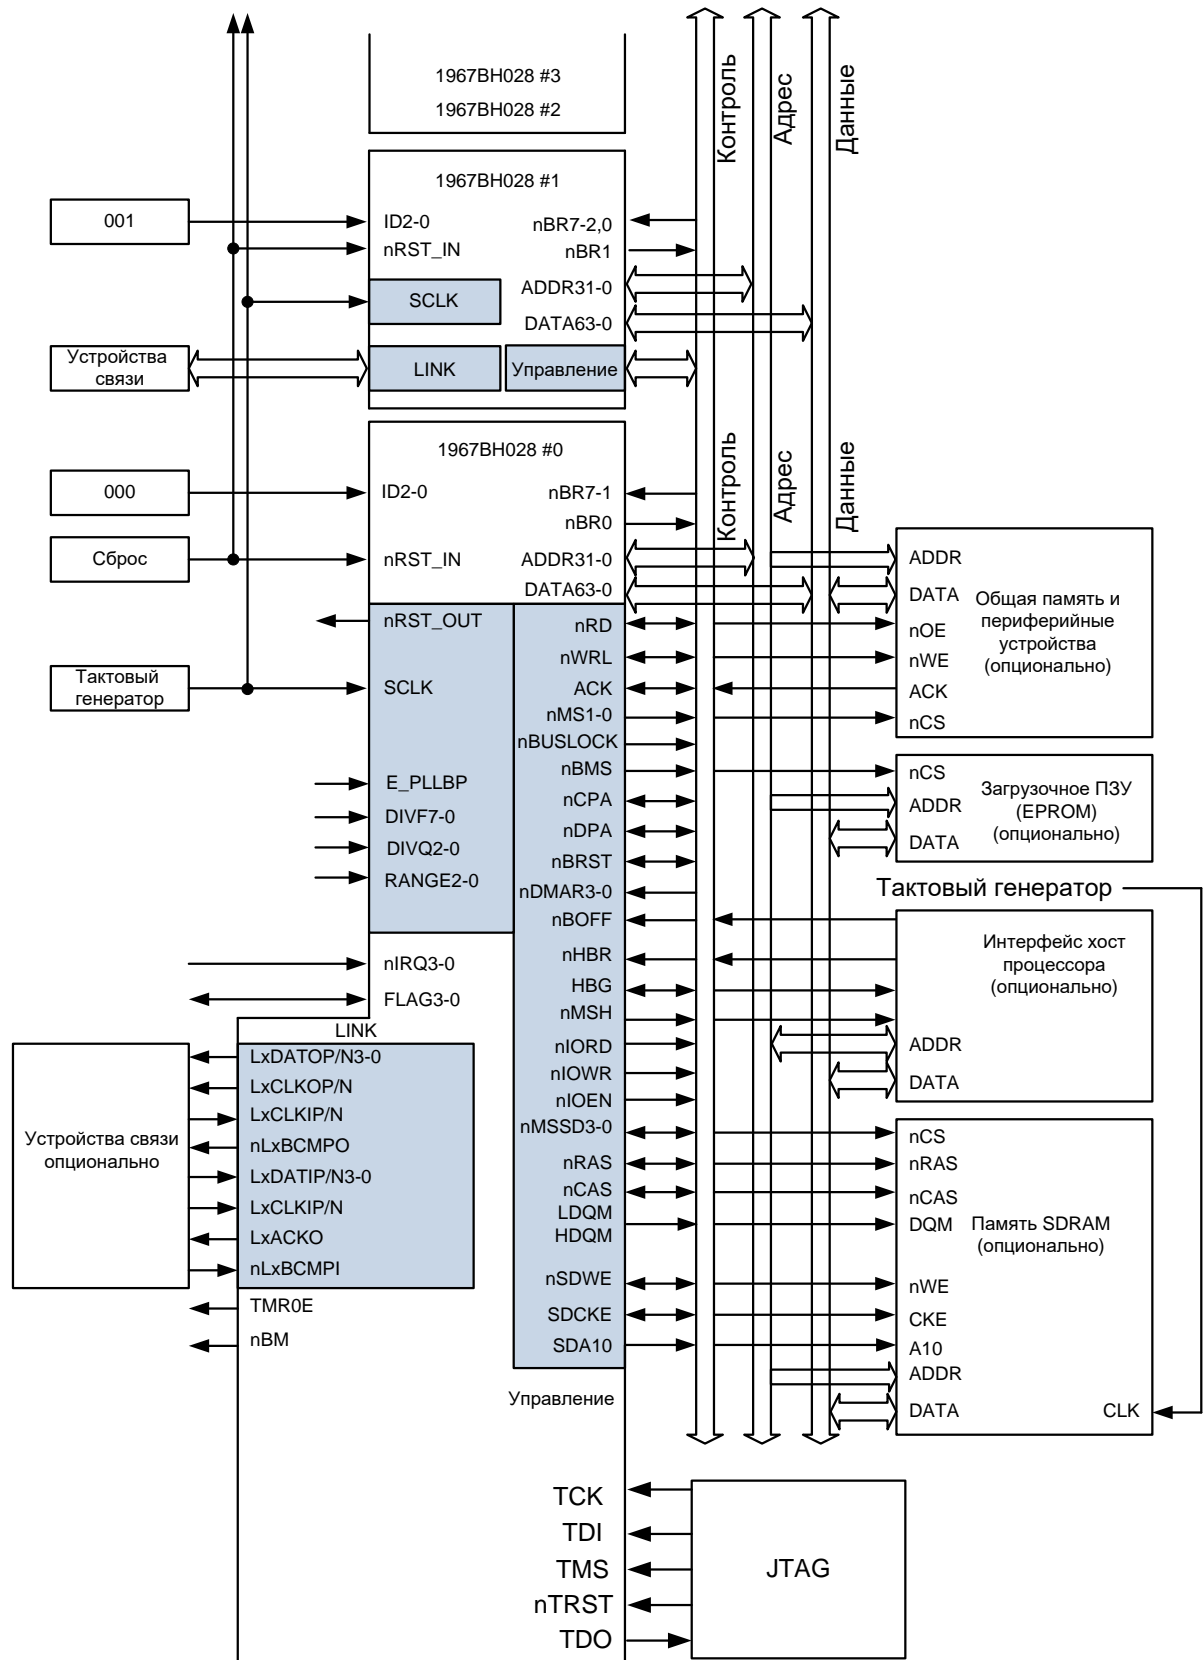 1967ВН028 #3
1967ВН028 #2
Контроль
Адрес
Данные
1967ВН028 #1
001
ID2-0
nRST_IN
SCLK
LINK
Управление
nBR7-2,0
nBR1
ADDR31-0
DATA63-0
Устройства
связи
1967ВН028 #0
Контроль
Адрес
Данные
000
ID2-0
Сброс
nRST_IN
nRST_OUT
Тактовый
генератор
SCLK
E_PLLBP
DIVF7-0
DIVQ2-0
RANGE2-0
nIRQ3-0
FLAG3-0
nBR7-1
nBR0
ADDR31-0
DATA63-0
nRD
nWRL
ACK
nMS1-0
nBUSLOCK
nBMS
nCPA
nDPA
nBRST
nDMAR3-0
nBOFF
nHBR
HBG
nMSH
nIORD
nIOWR
nIOEN
nMSSD3-0
nRAS
nCAS
LDQM
HDQM
nSDWE
SDCKE
SDA10
Управление
LINK
LxDATOP/N3-0
LxCLKOP/N
LxCLKIP/N
nLxBCMPO
LxDATIP/N3-0
LxCLKIP/N
LxACKO
nLxBCMPI
TMR0E
nBM
Устройства связи
опционально
ADDR
DATA
nOE
nWE
ACK
nCS
Общая память и
периферийные
устройства
(опционально)
nCS
ADDR
DATA
Загрузочное ПЗУ
(EPROM)
(опционально)
Тактовый генератор
Интерфейс хост
процессора
(опционально)
ADDR
DATA
nCS
nRAS
nCAS
DQM
nWE
CKE
A10
ADDR
DATA
CLK
Память SDRAM
(опционально)
TCK
TDI
TMS
nTRST
TDO
JTAG